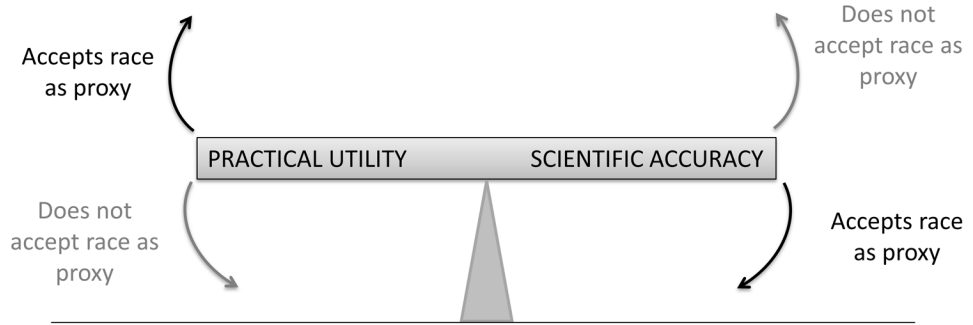 Accepts race
as proxy
Does not
accept race as
proxy
PRACTICAL UTILITY
SCIENTIFIC ACCURACY
Does not
accept race as
proxy
Accepts race
as proxy